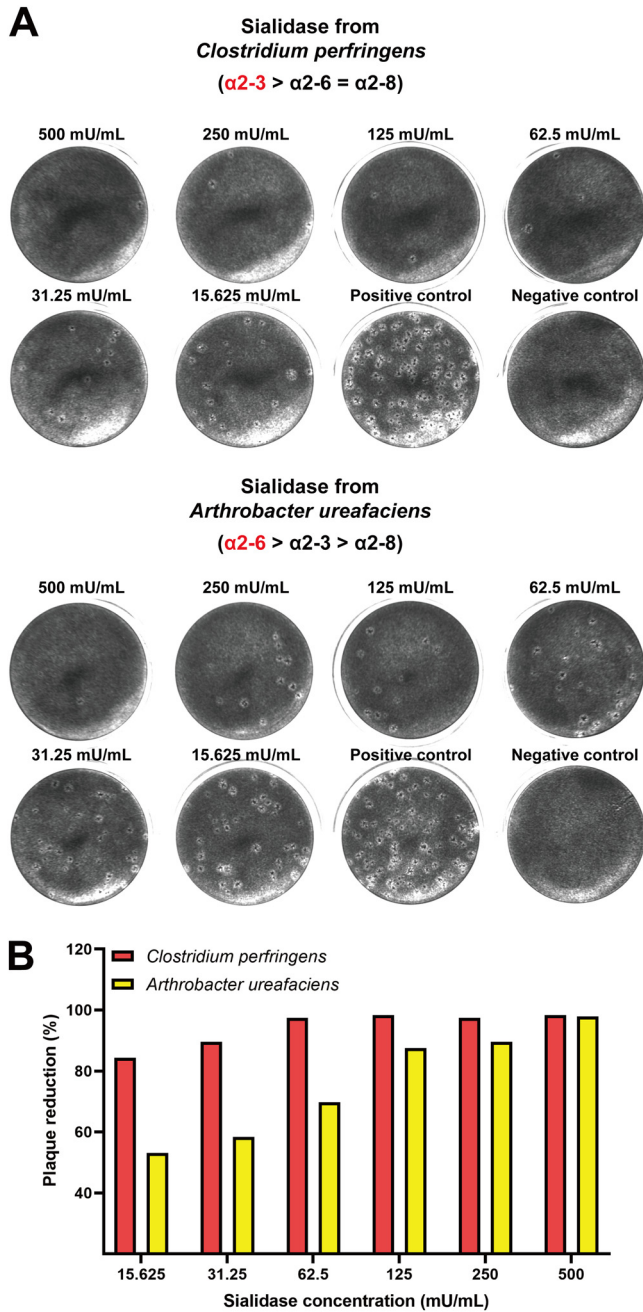 A
Sialidase from
Clostridium perfringens
(α2-3 > α2-6 = α2-8)
500 mU/mL 250 mU/mL 125 mU/mL 62.5 mU/mL
31.25 mU/mL 15.625 mU/mL Positive control Negative control
Sialidase from
Arthrobacter ureafaciens
(α2-6 > α2-3 > α2-8)
500 mU/mL 250 mU/mL 125 mU/mL 62.5 mU/mL
31.25 mU/mL 15.625 mU/mL Positive control Negative control
B
Clostridium perfringens
Arthrobacter ureafaciens
Plaque reduction (%)
120
100
80
60
40
15.625 31.25 62.5 125 250 500
Sialidase concentration (mU/mL)